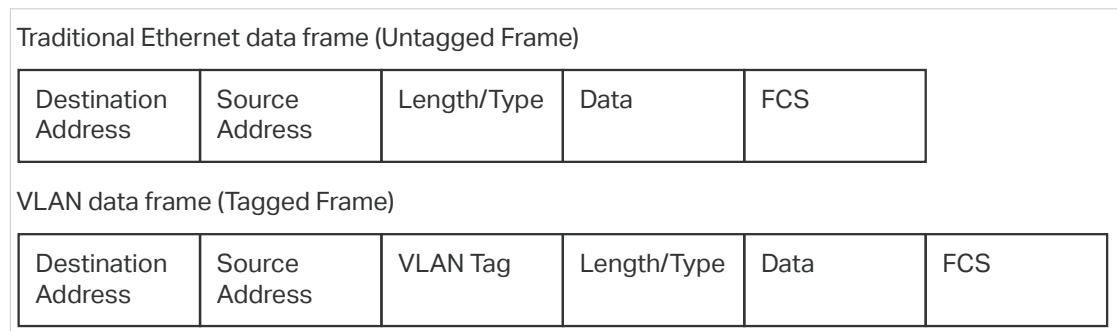 Traditional Ethernet data frame (Untagged Frame)
Destination Address
Source Address
Length/Type
Data
FCS
VLAN data frame (Tagged Frame)
Destination Address
Source Address
VLAN Tag
Length/Type
Data
FCS